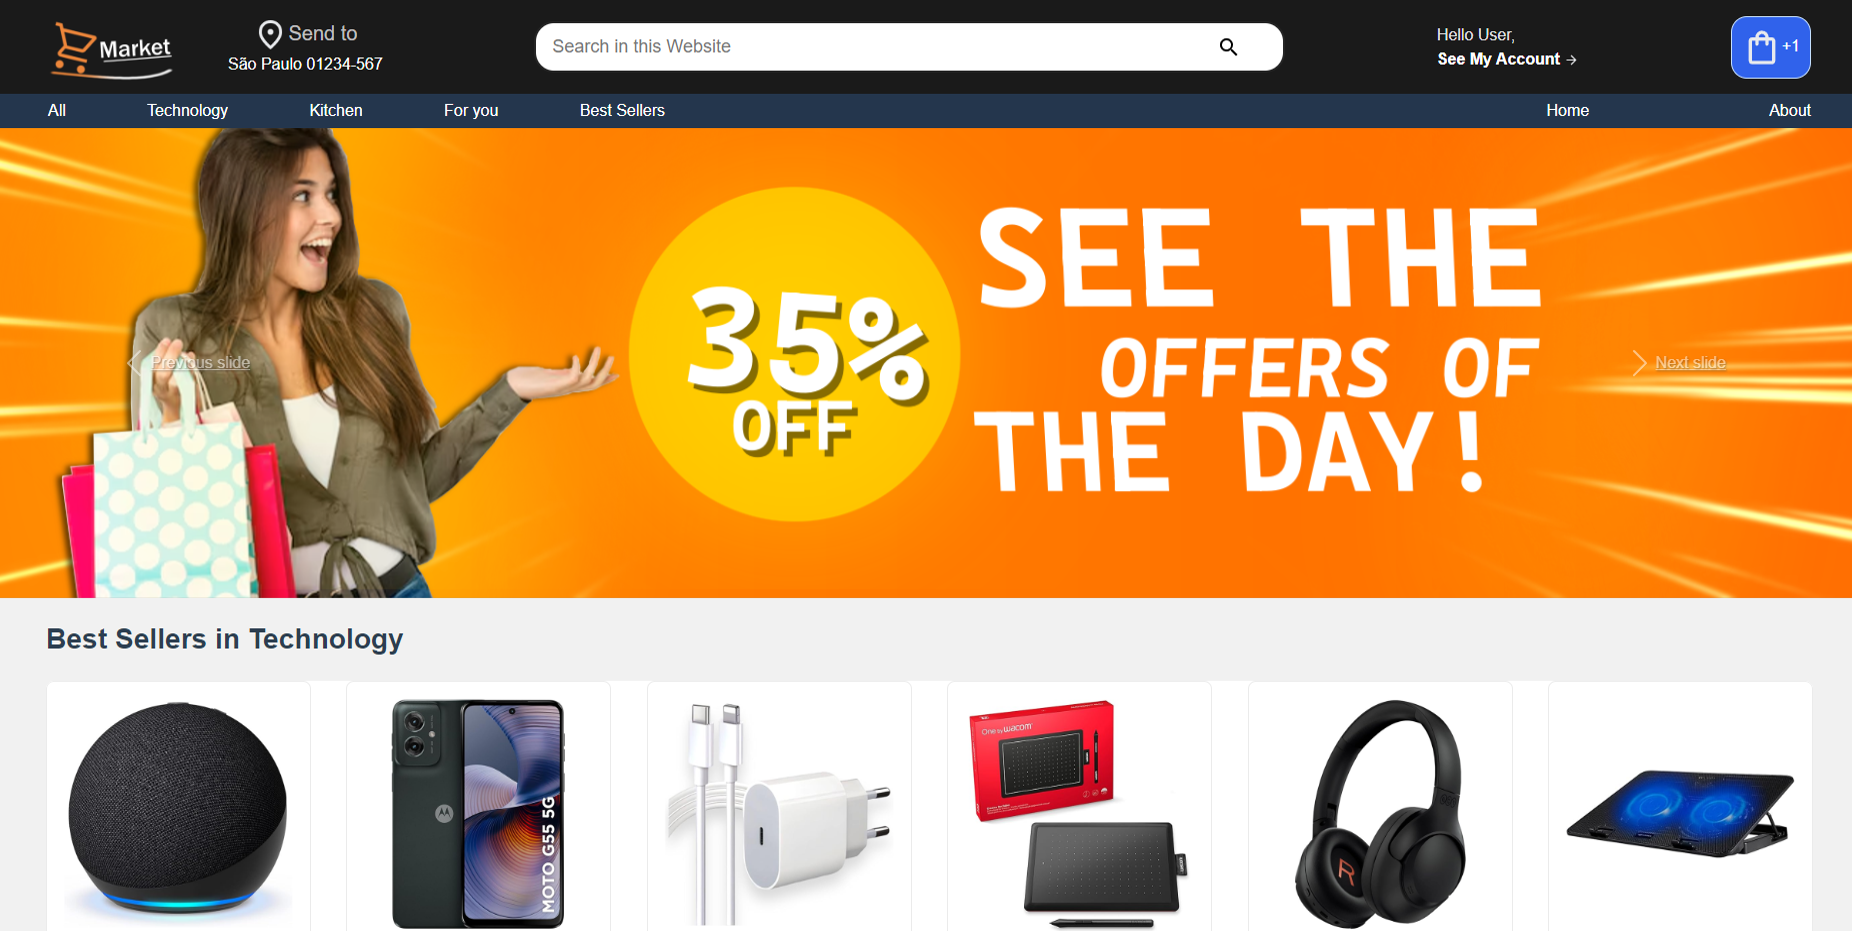 Market
Send to
São Paulo 01234-567
Search in this Website
Hello User,
See My Account →
+1
All
Technology
Kitchen
For you
Best Sellers
Home
About
Previous slide
35%
OFF
SEE THE
OFFERS OF
THE DAY!
Next slide
Best Sellers in Technology
MOTO G55 5G
One by wacom